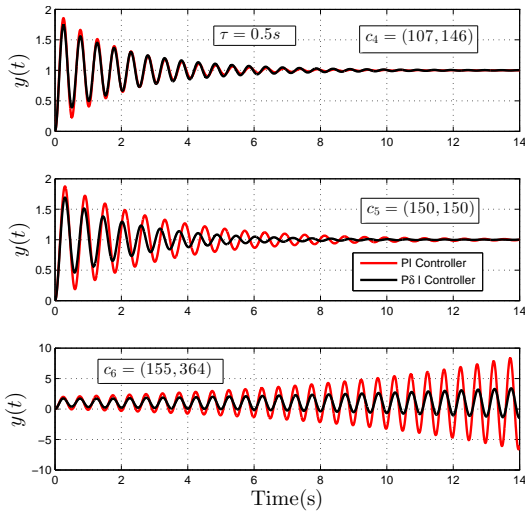 2
1.5
1
0.5
0
y(t)
τ = 0.5s
c₄ = (107, 146)
0 2 4 6 8 10 12 14
2
1.5
1
0.5
0
y(t)
c₅ = (150, 150)
PI Controller
Pδ I Controller
0 2 4 6 8 10 12 14
10
5
0
−5
−10
y(t)
c₆ = (155, 364)
0 2 4 6 8 10 12 14
Time(s)